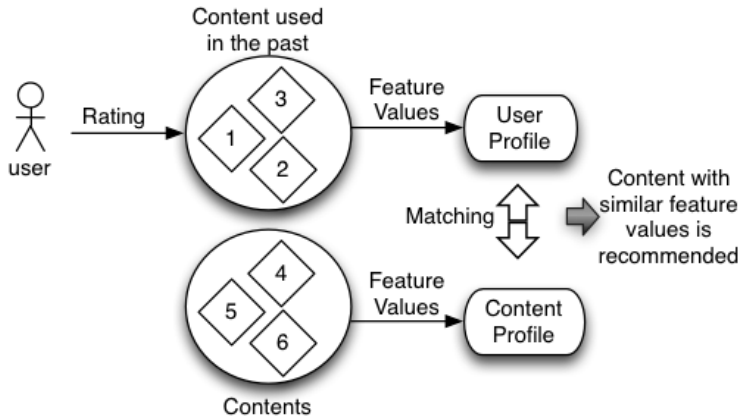 Content used
in the past
user
Rating
1
3
2
Feature
Values
User
Profile
Matching
Content with
similar feature
values is
recommended
5
4
6
Feature
Values
Content
Profile
Contents